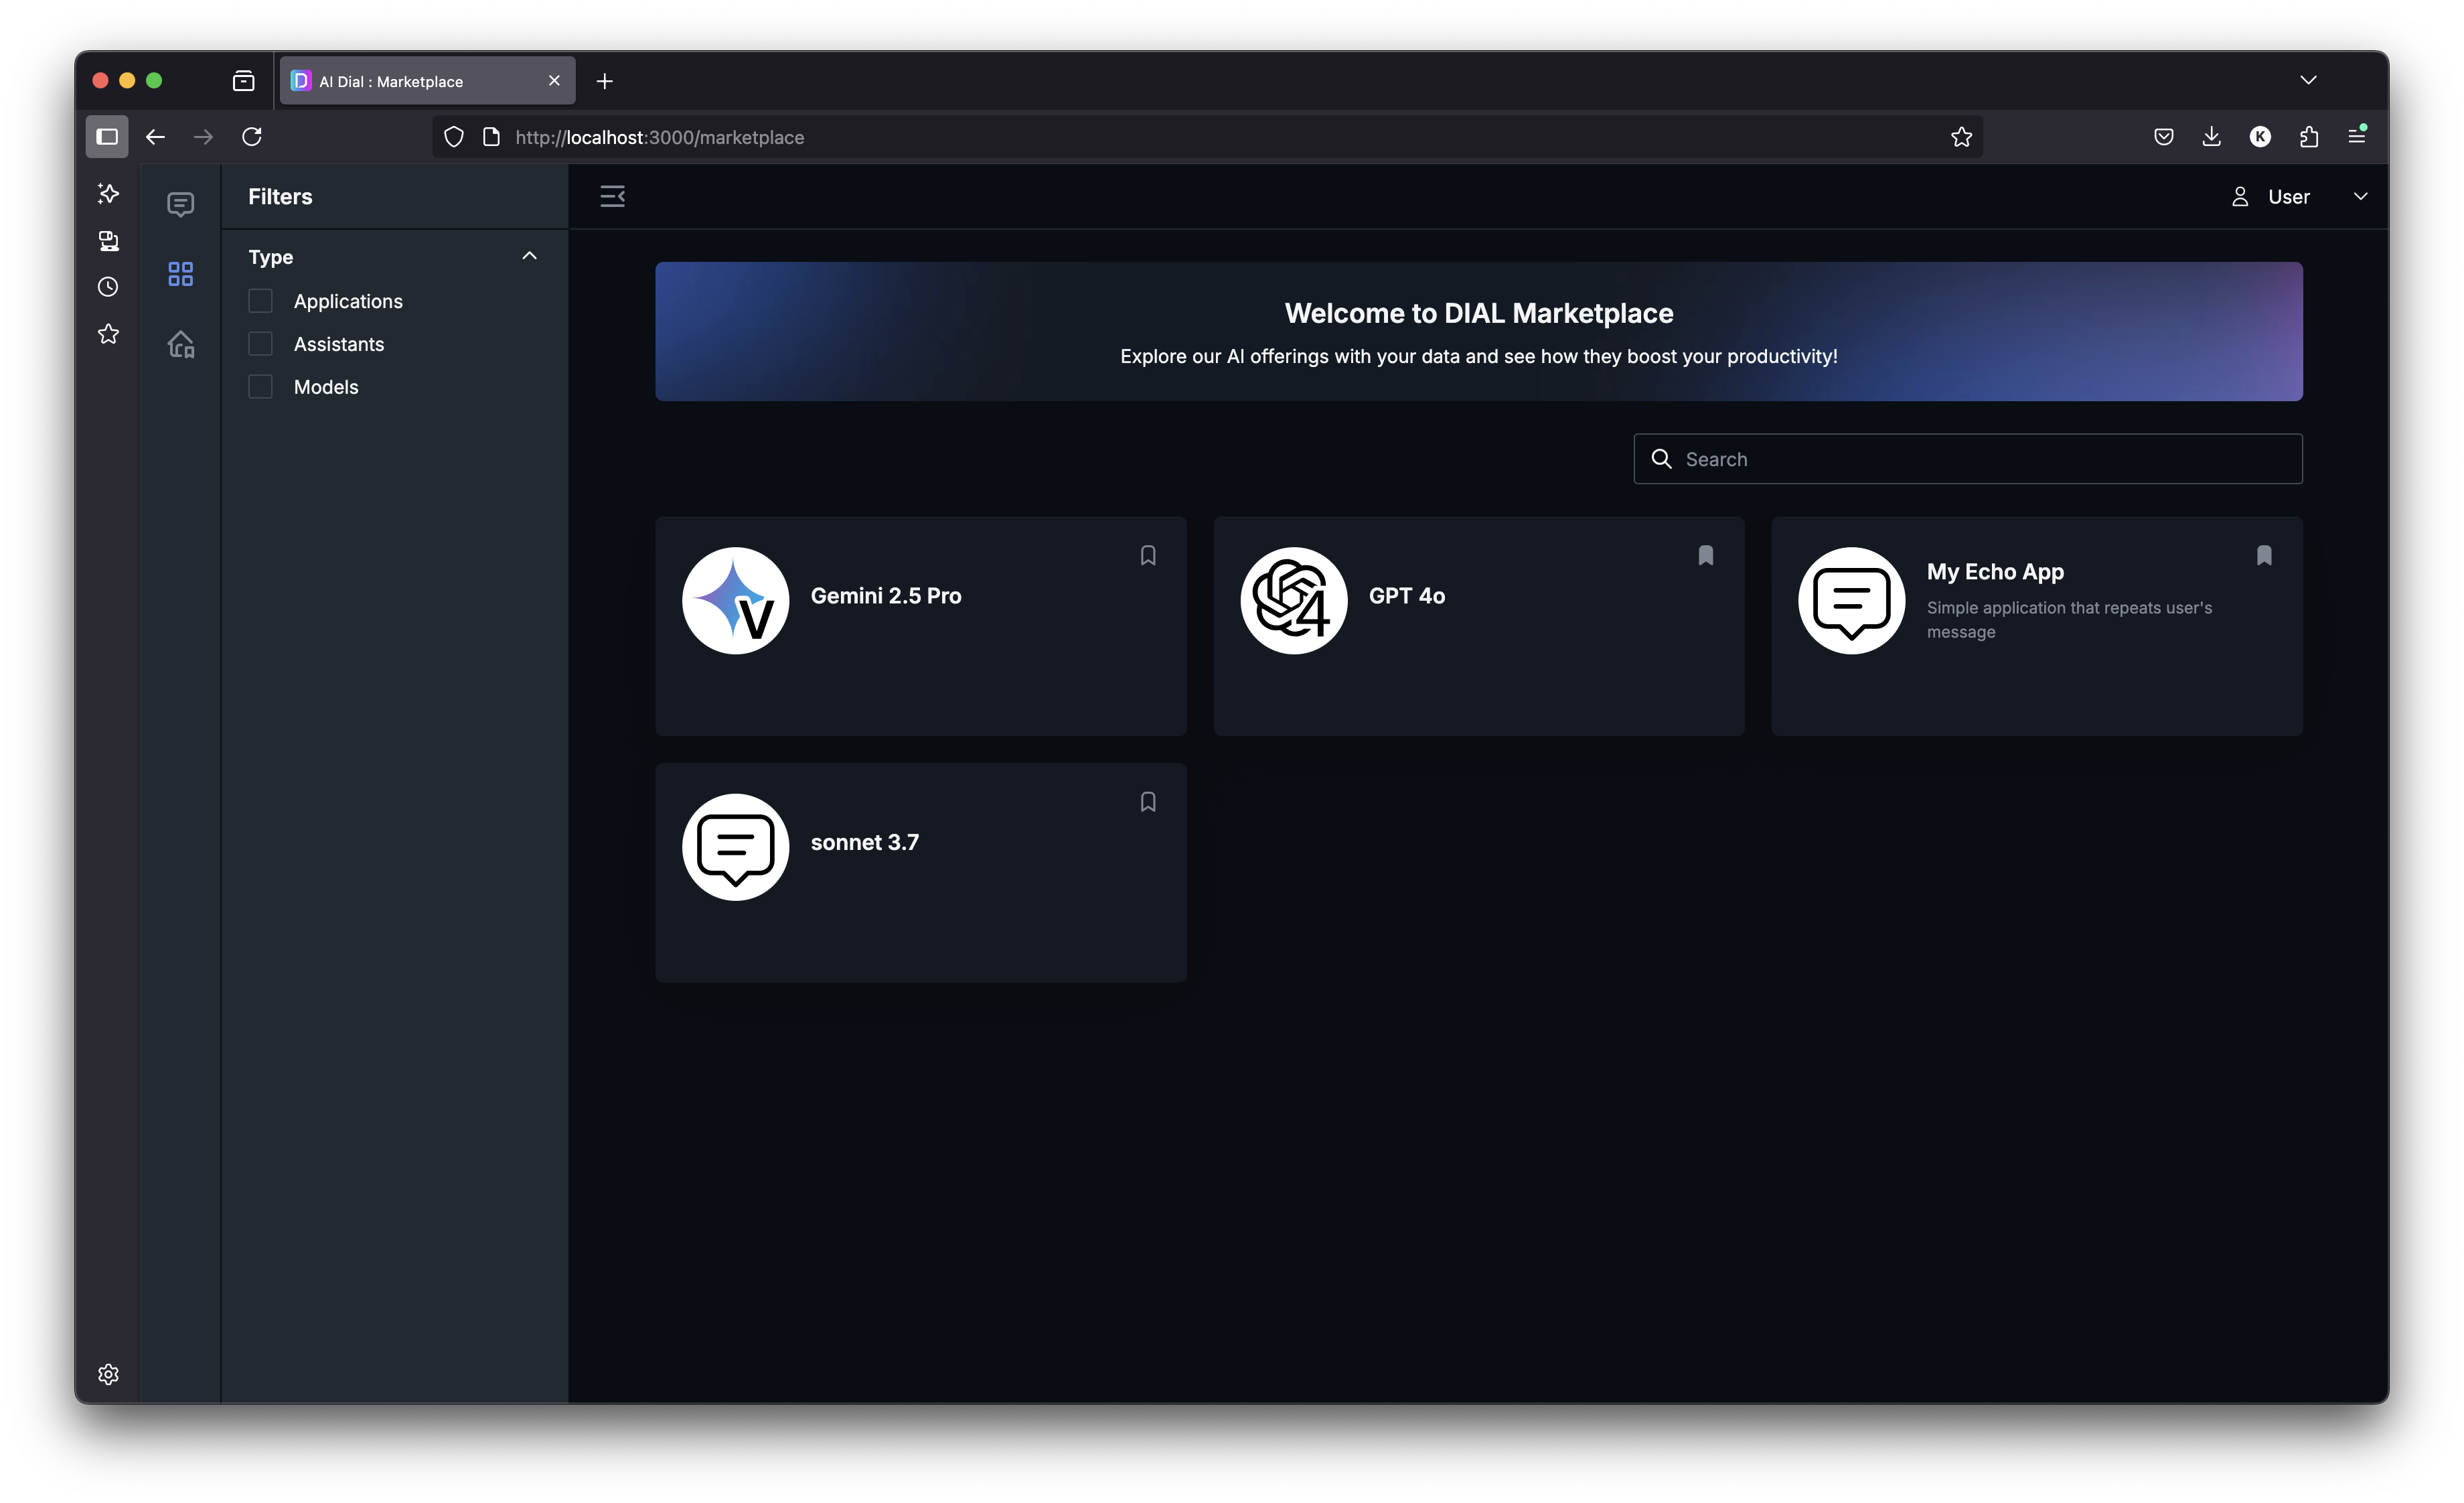 AI Dial : Marketplace
http://localhost:3000/marketplace
K
Filters
User
Type
Applications
Assistants
Models
Welcome to DIAL Marketplace
Explore our AI offerings with your data and see how they boost your productivity!
Search
V
Gemini 2.5 Pro
4
GPT 4o
My Echo App
Simple application that repeats user's
message
sonnet 3.7